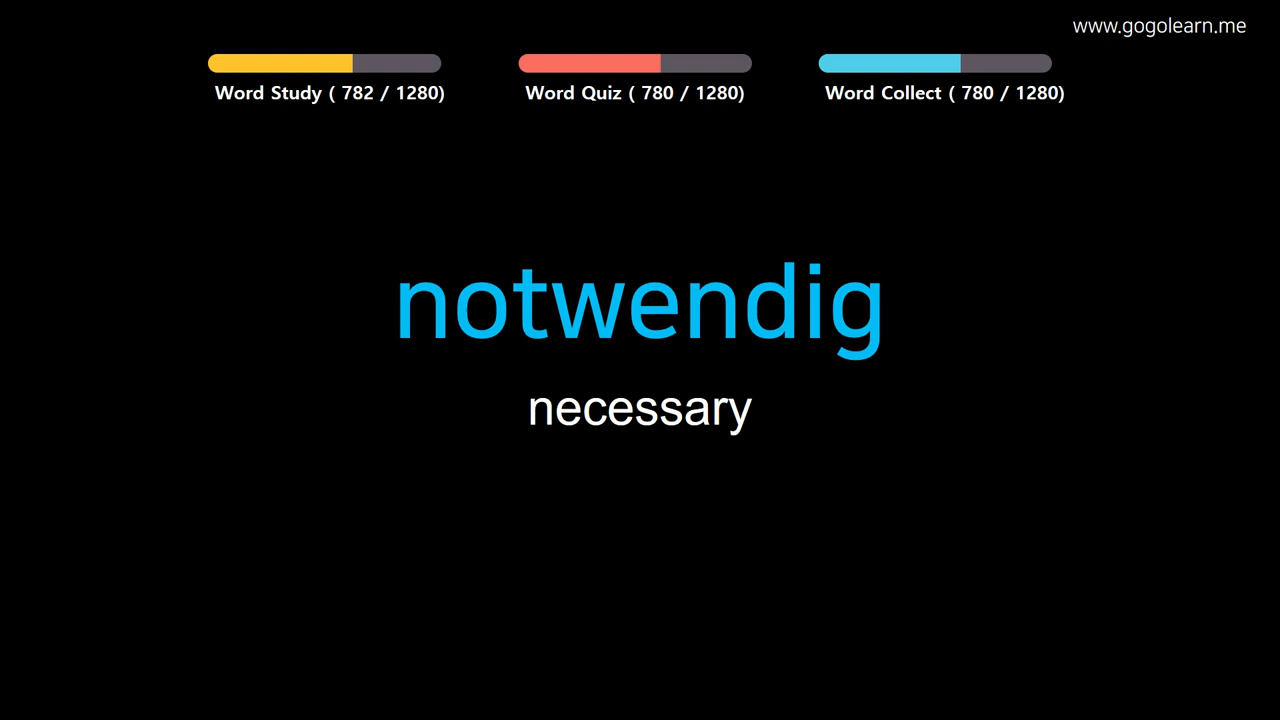 www.gogolearn.me
Word Study ( 782 / 1280)
Word Quiz ( 780 / 1280)
Word Collect ( 780 / 1280)
notwendig
necessary